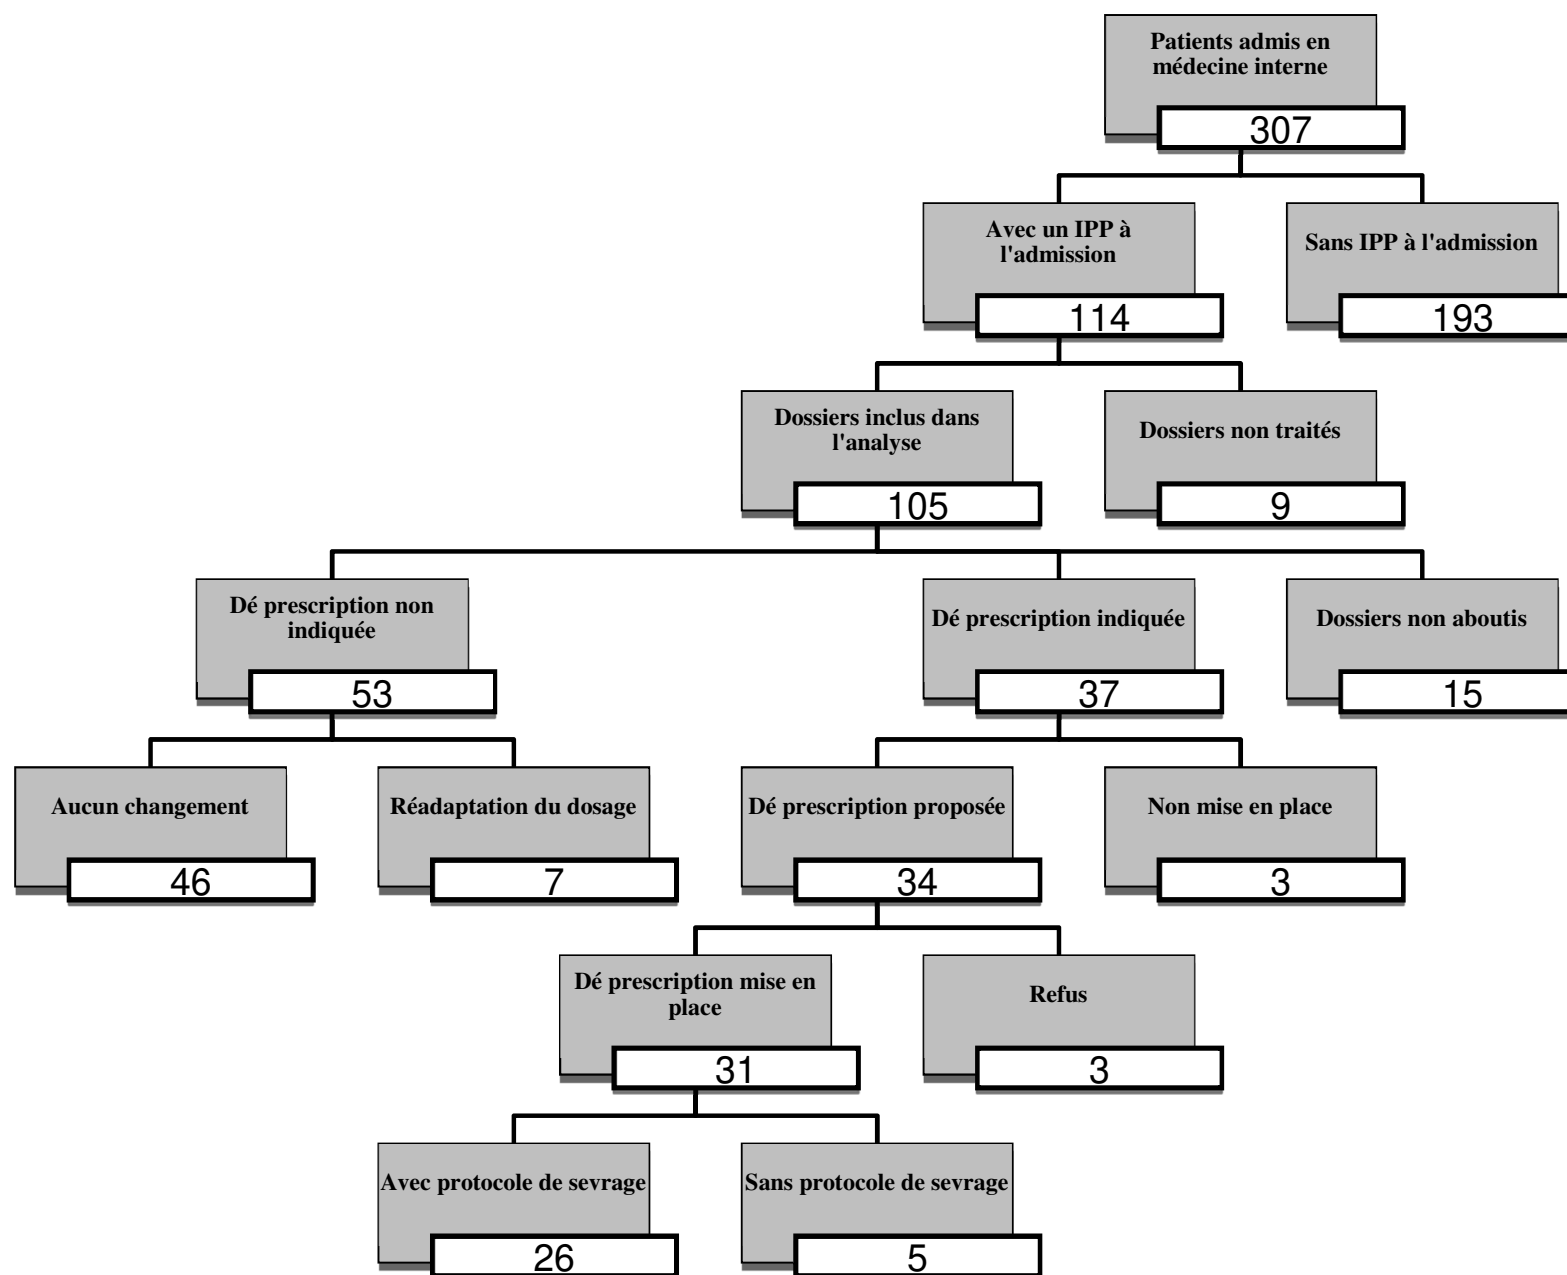 Patients admis en
médecine interne
307
Avec un IPP à
l'admission
114
Sans IPP à l'admission
193
Dossiers inclus dans
l'analyse
105
Dossiers non traités
9
Dé prescription non
indiquée
53
Dé prescription indiquée
37
Dossiers non aboutis
15
Aucun changement
46
Réadaptation du dosage
7
Dé prescription proposée
34
Non mise en place
3
Dé prescription mise en
place
31
Refus
3
Avec protocole de sevrage
26
Sans protocole de sevrage
5